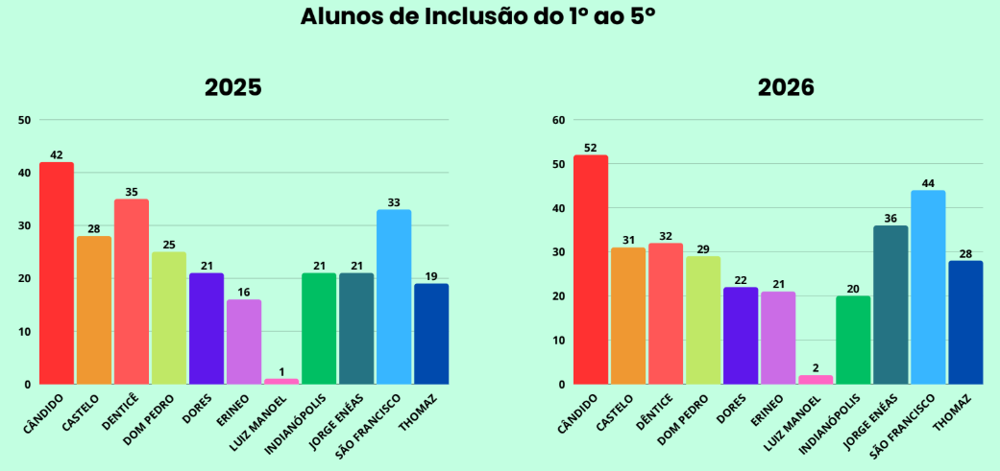 Alunos de Inclusão do 1º ao 5º
2025
50
40
30
20
10
0
42
28
35
25
21
16
1
21
21
33
19
CÂNDIDO
CASTELO
DENTICÊ
DOM PEDRO
DORES
ERINEO
LUIZ MANOEL
INDIANÓPOLIS
JORGE ENÉAS
SÃO FRANCISCO
THOMAZ
2026
60
50
40
30
20
10
0
52
31
32
29
22
21
2
20
36
44
28
CÂNDIDO
CASTELO
DÊNTICE
DOM PEDRO
DORES
ERINEO
LUIZ MANOEL
INDIANÓPOLIS
JORGE ENÉAS
SÃO FRANCISCO
THOMAZ